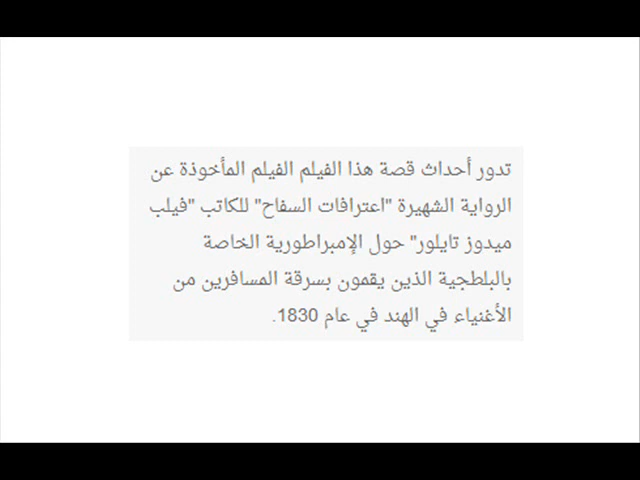 تدور أحداث قصة هذا الفيلم الفيلم المأخوذة عن
الرواية الشهيرة "اعترافات السفاح" للكاتب "فيلب
ميدوز تايلور" حول الإمبراطورية الخاصة
بالبلطجية الذين يقمون بسرقة المسافرين من
الأغنياء في الهند في عام 1830.